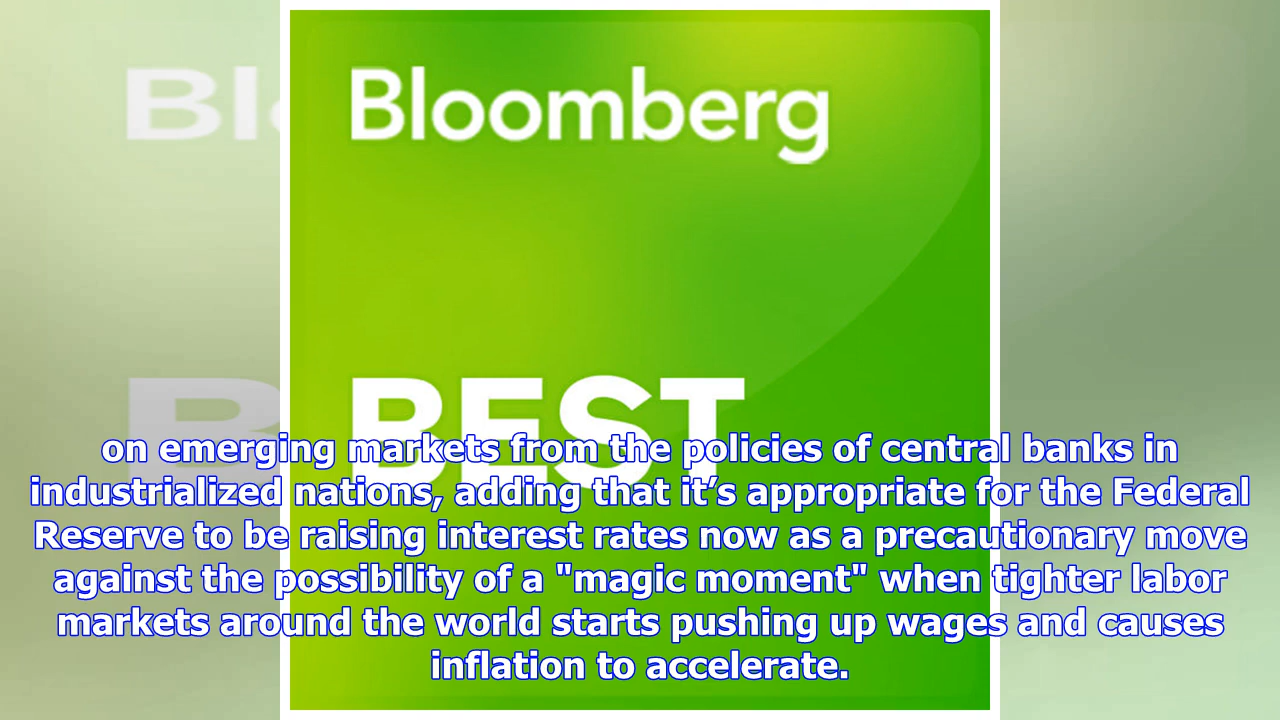 Bloomberg
BEST
on emerging markets from the policies of central banks in
industrialized nations, adding that it’s appropriate for the Federal
Reserve to be raising interest rates now as a precautionary move
against the possibility of a "magic moment" when tighter labor
markets around the world starts pushing up wages and causes
inflation to accelerate.